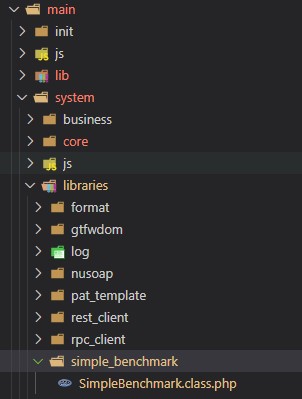 main
init
js
lib
system
business
core
js
libraries
format
gtfwdom
log
nusoap
pat_template
rest_client
rpc_client
simple_benchmark
SimpleBenchmark.class.php